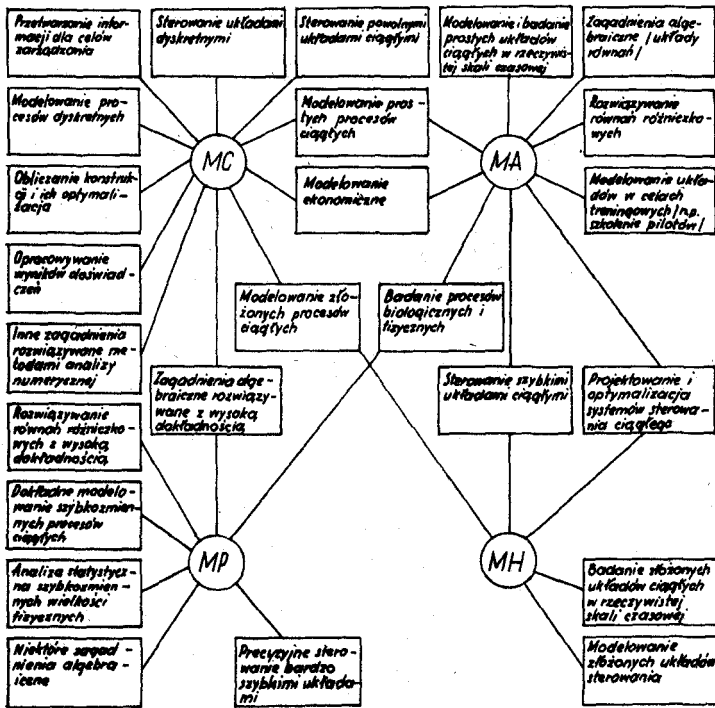 Przetwarzanie infor-
macji dla celów
zarządzania
Sterowanie układami
dyskretnymi
Sterowanie powolnymi
układami ciągłymi
Modelowanie i badanie
prostych układów
ciągłych w rzeczywis-
tej skali czasowej
Zagadnienia alge-
braiczne /układy
równań/
Modelowanie pro-
cesów dyskretnych
Modelowanie pros-
tych procesów
ciągłych
Rozwiązywanie
równań różniczko-
wych
MC
MA
Obliczanie konstruk-
cji i ich optymali-
zacja
Modelowanie
ekonomiczne
Modelowanie ukła-
dów w celach
treningowych /np.
szkolenie pilotów/
Opracowywanie
wyników doświad-
czeń
Modelowanie zło-
żonych procesów
ciągłych
Badanie procesów
biologicznych i
fizycznych
Inne zagadnienia
rozwiązywane me-
todami analizy
numerycznej
Zagadnienia alge-
braiczne rozwiązy-
wane z wysoką
dokładnością
Sterowanie szybkimi
układami ciągłymi
Projektowanie i
optymalizacja
systemów sterowa-
nia ciągłego
Rozwiązywanie
równań różniczko-
wych z wysoką
dokładnością
Dokładne modelo-
wanie szybkozmien-
nych procesów
ciągłych
MP
MH
Analiza statystycz-
na szybkozmien-
nych wielkości
fizycznych
Badanie złożonych
układów ciągłych
w rzeczywistej
skali czasowej
Niektóre zagad-
nienia algebra-
iczne
Precyzyjne stero-
wanie bardzo
szybkimi układa-
mi
Modelowanie
złożonych układów
sterowania